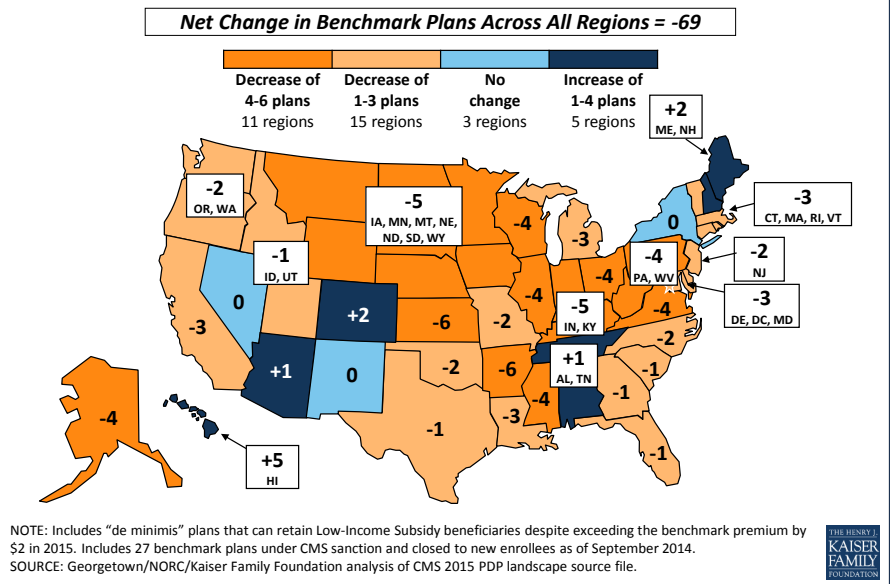 Net Change in Benchmark Plans Across All Regions = -69
Decrease of
4-6 plans
11 regions
Decrease of
1-3 plans
15 regions
No
change
3 regions
Increase of
1-4 plans
5 regions
+2
ME, NH
-2
OR, WA
-5
IA, MN, MT, NE,
ND, SD, WY
-4
-3
0
-3
CT, MA, RI, VT
-1
ID, UT
-4
PA, WV
-2
NJ
-3
DE, DC, MD
-3
0
+2
-6
-2
-4
-4
-5
IN, KY
-4
-2
+1
0
-2
-6
+1
AL, TN
-1
-4
-1
-3
-1
-1
-4
+5
HI
NOTE: Includes “de minimis” plans that can retain Low-Income Subsidy beneficiaries despite exceeding the benchmark premium by
$2 in 2015. Includes 27 benchmark plans under CMS sanction and closed to new enrollees as of September 2014.
SOURCE: Georgetown/NORC/Kaiser Family Foundation analysis of CMS 2015 PDP landscape source file.
THE HENRY J.
KAISER
FAMILY
FOUNDATION